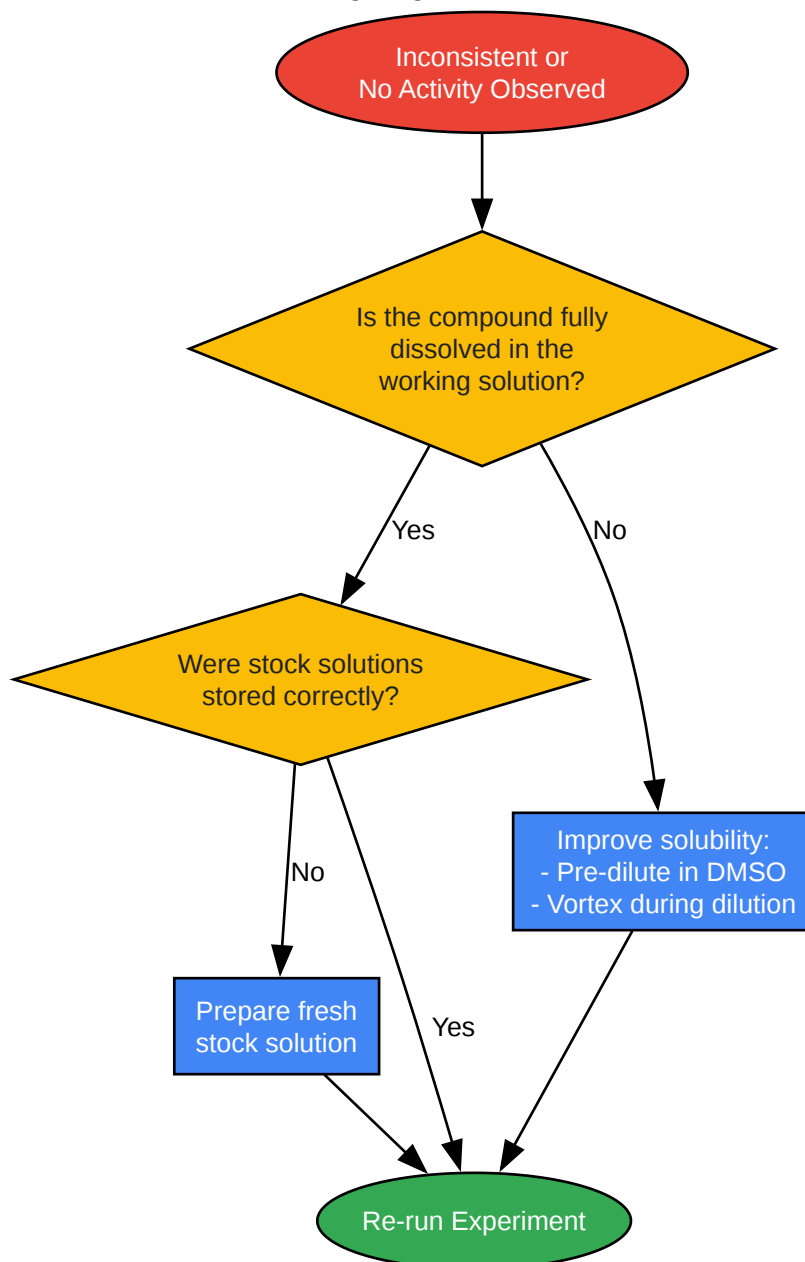 Inconsistent or
No Activity Observed
Is the compound fully
dissolved in the
working solution?
Yes
No
Were stock solutions
stored correctly?
Improve solubility:
- Pre-dilute in DMSO
- Vortex during dilution
No
Prepare fresh
stock solution
Yes
Re-run Experiment